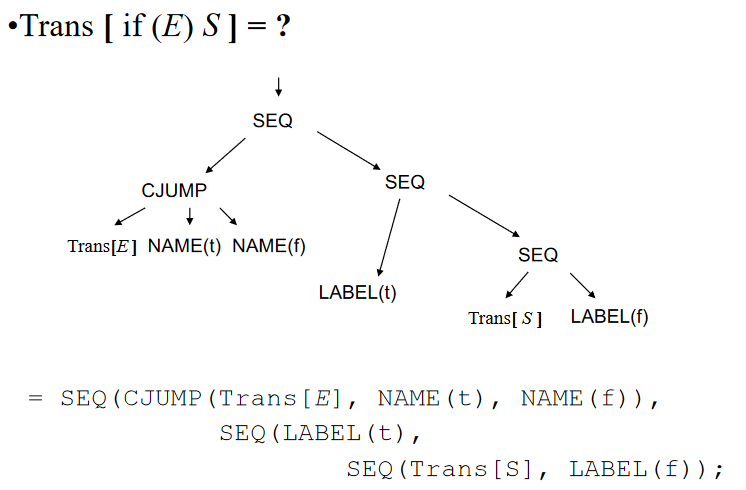 •Trans [ if (E) S ] = ?
SEQ
CJUMP
SEQ
Trans[E] NAME(t) NAME(f)
SEQ
LABEL(t)
Trans[ S ] LABEL(f)
= SEQ(CJUMP(Trans[E], NAME(t), NAME(f)),
SEQ(LABEL(t),
SEQ(Trans[S], LABEL(f));